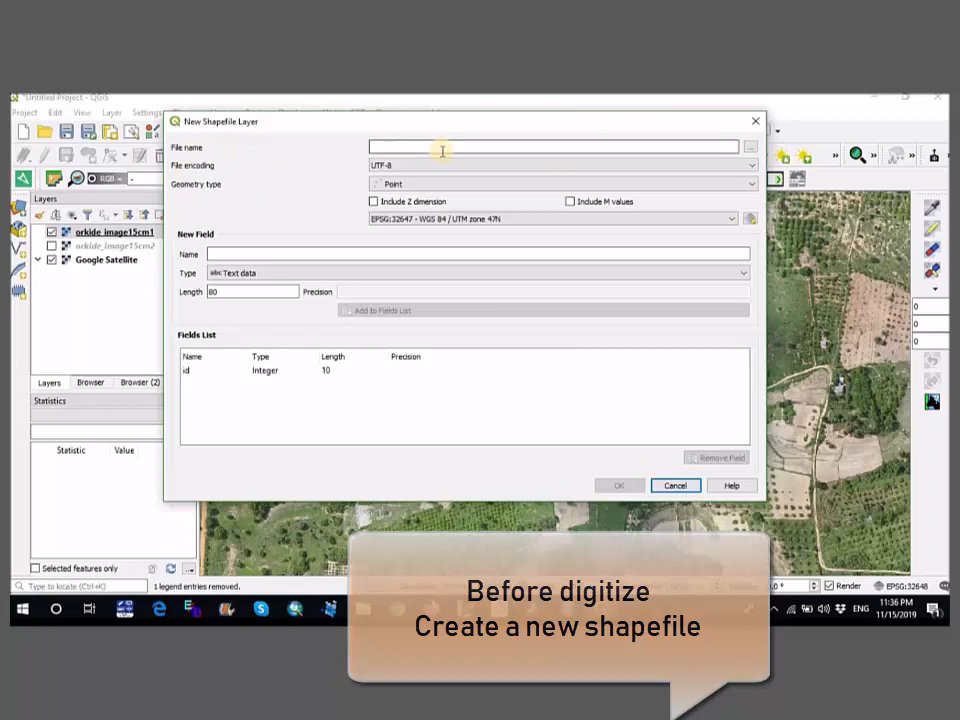 *Untitled Project - QGIS
Project Edit View Layer Settings
New Shapefile Layer
File name
...
File encoding
UTF-8
Geometry type
Point
Include Z dimension
Include M values
EPSG:32647 - WGS 84 / UTM zone 47N
New Field
Name
Type
abc Text data
Length
80
Precision
Add to Fields List
Fields List
Name Type Length Precision
id Integer 10
Remove Field
OK
Cancel
Help
RGB
Layers
orkide_image15cm1
orkide_image15cm2
Google Satellite
Layers Browser Browser (2)
Statistics
Statistic Value
Selected features only
...
0
0
0
Type to locate (Ctrl+K)
1 legend entries removed.
Render
EPSG:32648
ENG
11:36 PM
11/15/2019
Before digitize
Create a new shapefile